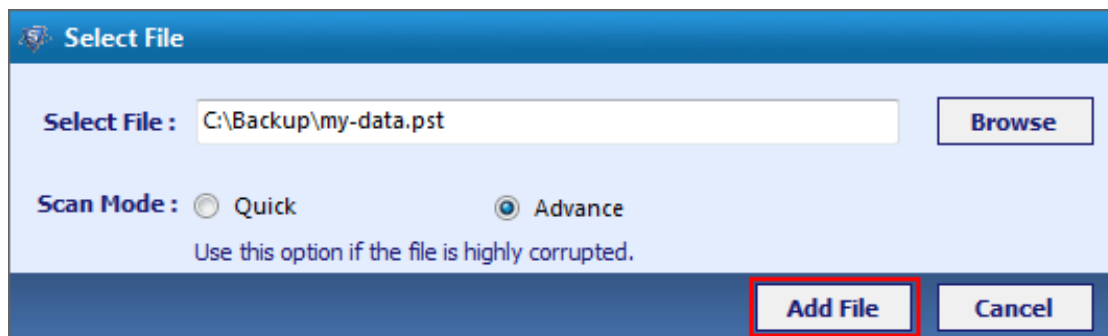 Select File
Select File : C:\Backup\my-data.pst Browse
Scan Mode : Quick Advance
Use this option if the file is highly corrupted.
Add File Cancel